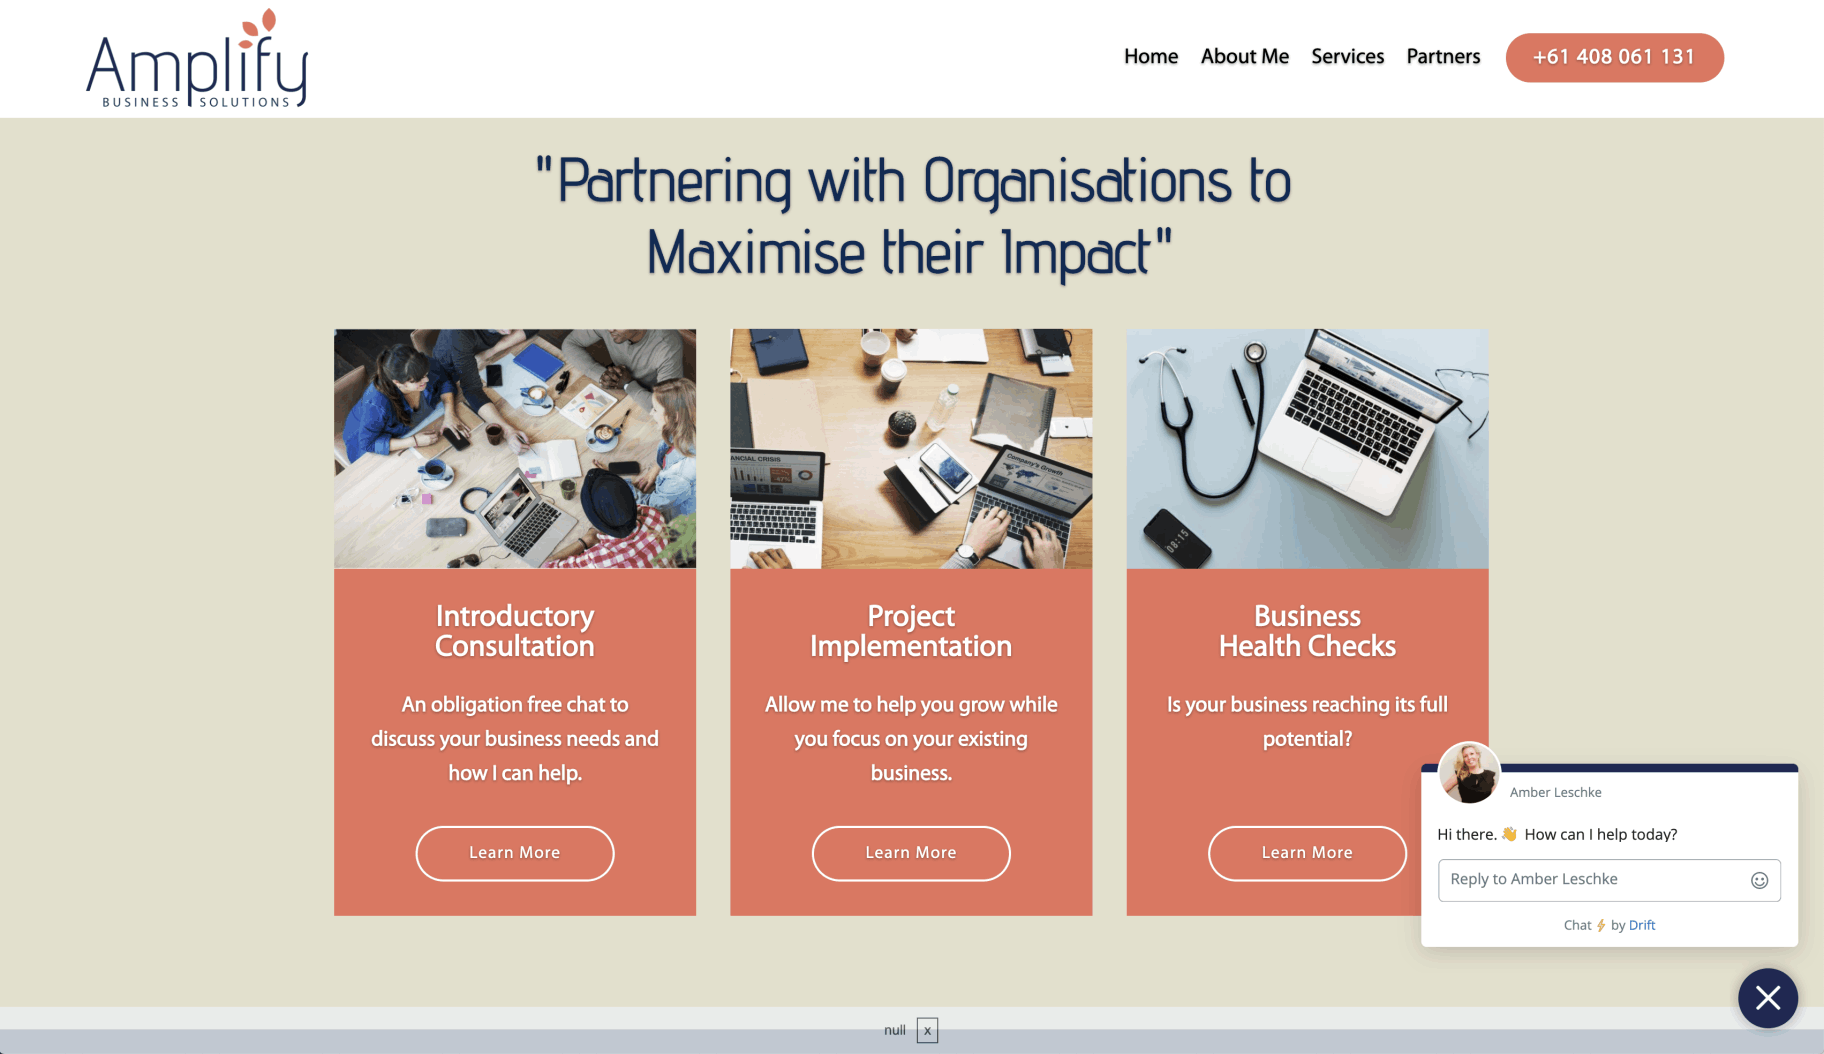 Amplify
BUSINESS SOLUTIONS
Home About Me Services Partners +61 408 061 131
"Partnering with Organisations to
Maximise their Impact"
ANCIAL CRISIS
-47%
Company's Growth
08:15
Introductory
Consultation
An obligation free chat to
discuss your business needs and
how I can help.
Learn More
Project
Implementation
Allow me to help you grow while
you focus on your existing
business.
Learn More
Business
Health Checks
Is your business reaching its full
potential?
Learn More
Amber Leschke
Hi there. 👋 How can I help today?
Reply to Amber Leschke
Chat ⚡ by Drift
null x